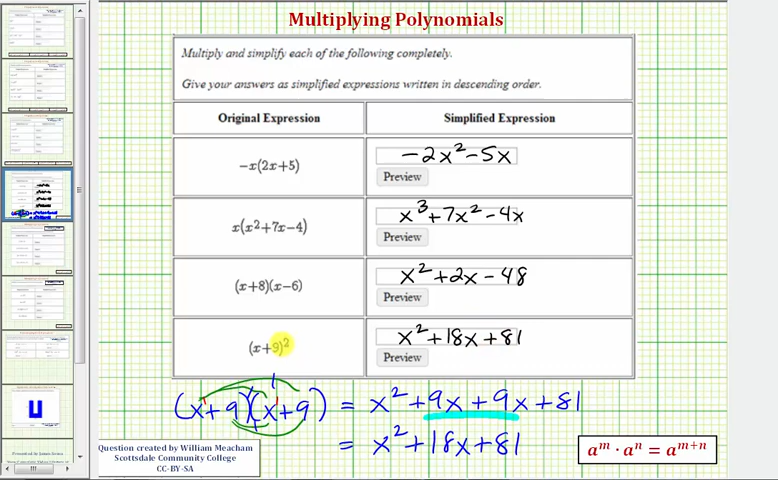 Multiplying Polynomials
Multiply and simplify each of the following completely.
Give your answers as simplified expressions written in descending order.
Original Expression Simplified Expression
−x(2x+5) −2x²−5x
Preview
x(x²+7x−4) x³+7x²−4x
Preview
(x+8)(x−6) x²+2x−48
Preview
(x+9)² x²+18x+81
Preview
(x+9)(x+9) = x²+9x+9x+81
= x²+18x+81
Question created by William Meacham
Scottsdale Community College
CC-BY-SA
aᵐ · aⁿ = aᵐ⁺ⁿ